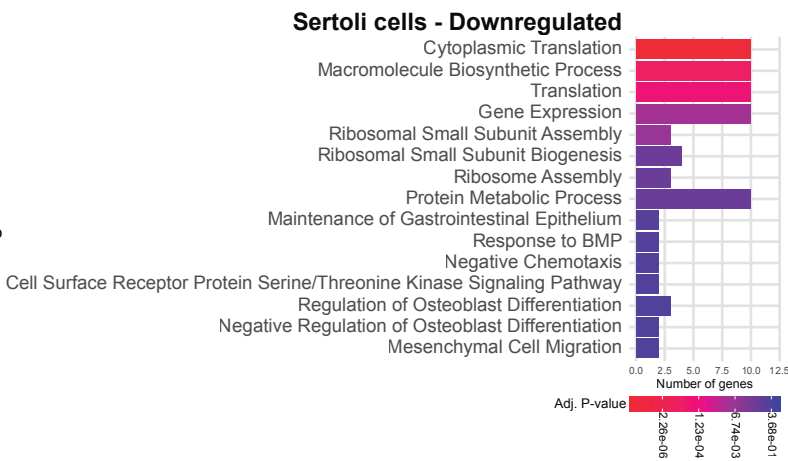 Sertoli cells - Downregulated
Cytoplasmic Translation
Macromolecule Biosynthetic Process
Translation
Gene Expression
Ribosomal Small Subunit Assembly
Ribosomal Small Subunit Biogenesis
Ribosome Assembly
Protein Metabolic Process
Maintenance of Gastrointestinal Epithelium
Response to BMP
Negative Chemotaxis
Cell Surface Receptor Protein Serine/Threonine Kinase Signaling Pathway
Regulation of Osteoblast Differentiation
Negative Regulation of Osteoblast Differentiation
Mesenchymal Cell Migration
0.0 2.5 5.0 7.5 10.0 12.5
Number of genes
Adj. P-value
2.26e-06
1.23e-04
6.74e-03
3.68e-01